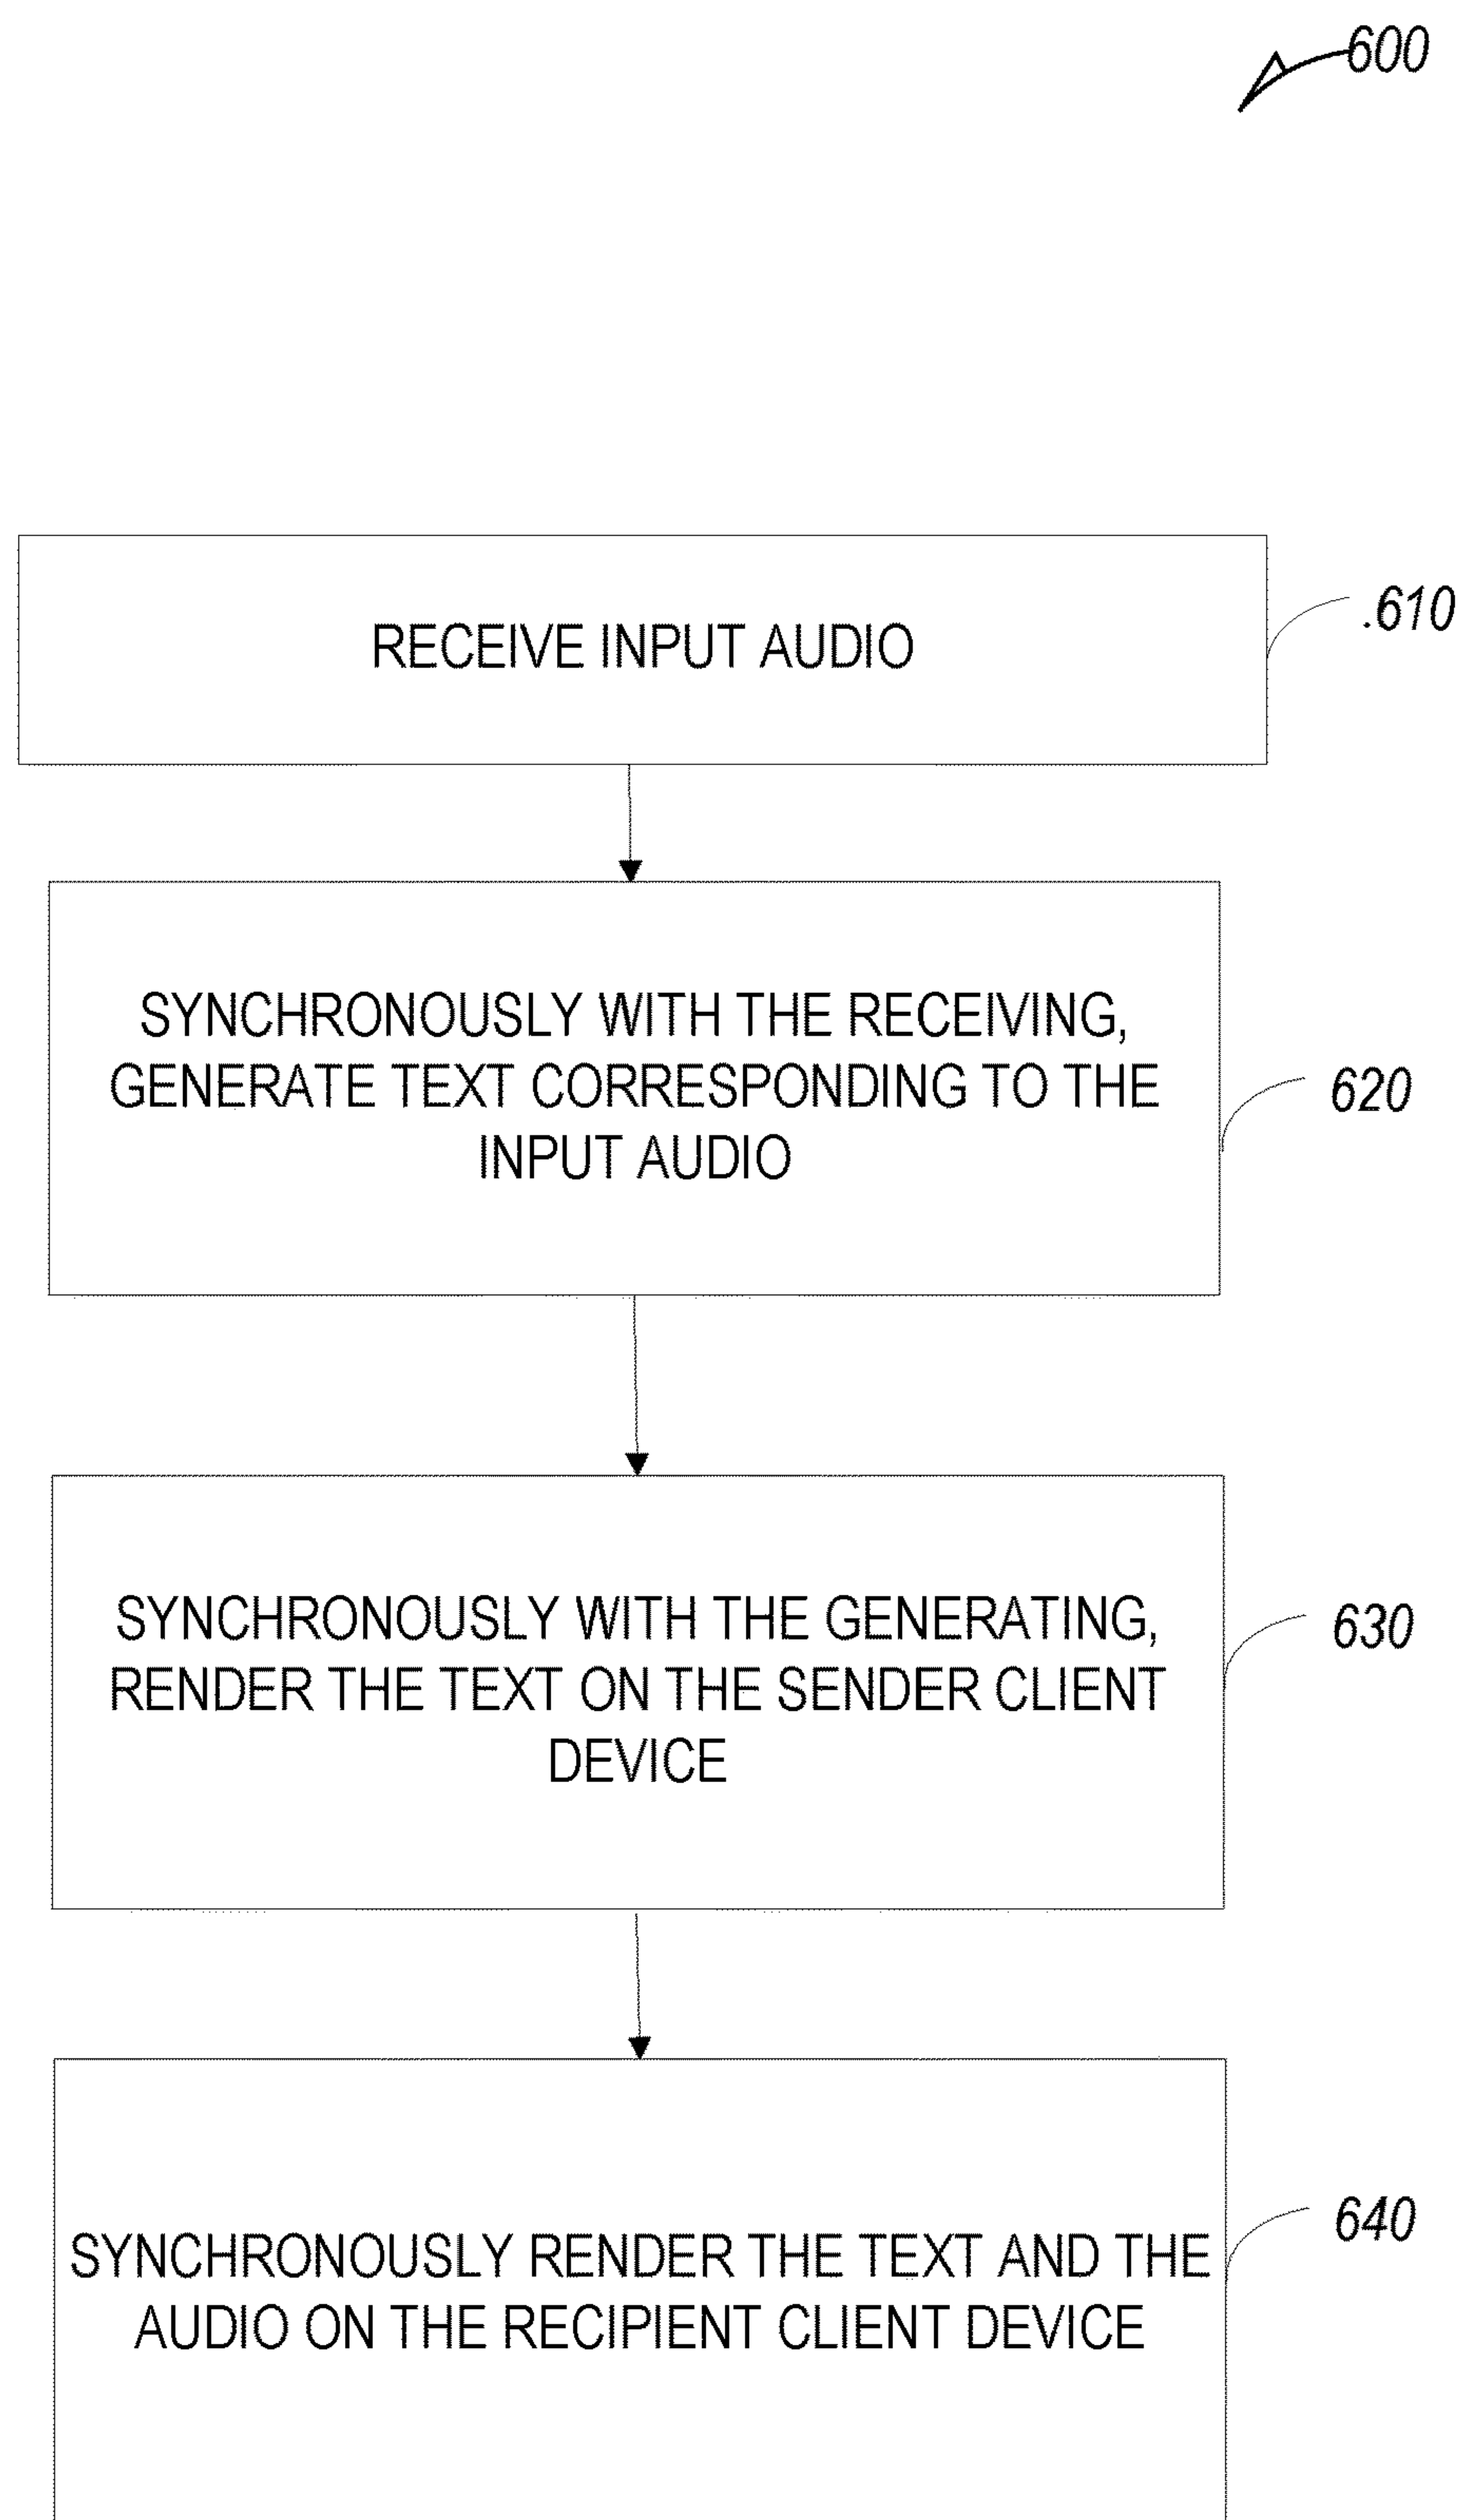 600
RECEIVE INPUT AUDIO
.610
SYNCHRONOUSLY WITH THE RECEIVING,
GENERATE TEXT CORRESPONDING TO THE
INPUT AUDIO
620
SYNCHRONOUSLY WITH THE GENERATING,
RENDER THE TEXT ON THE SENDER CLIENT
DEVICE
630
SYNCHRONOUSLY RENDER THE TEXT AND THE
AUDIO ON THE RECIPIENT CLIENT DEVICE
640